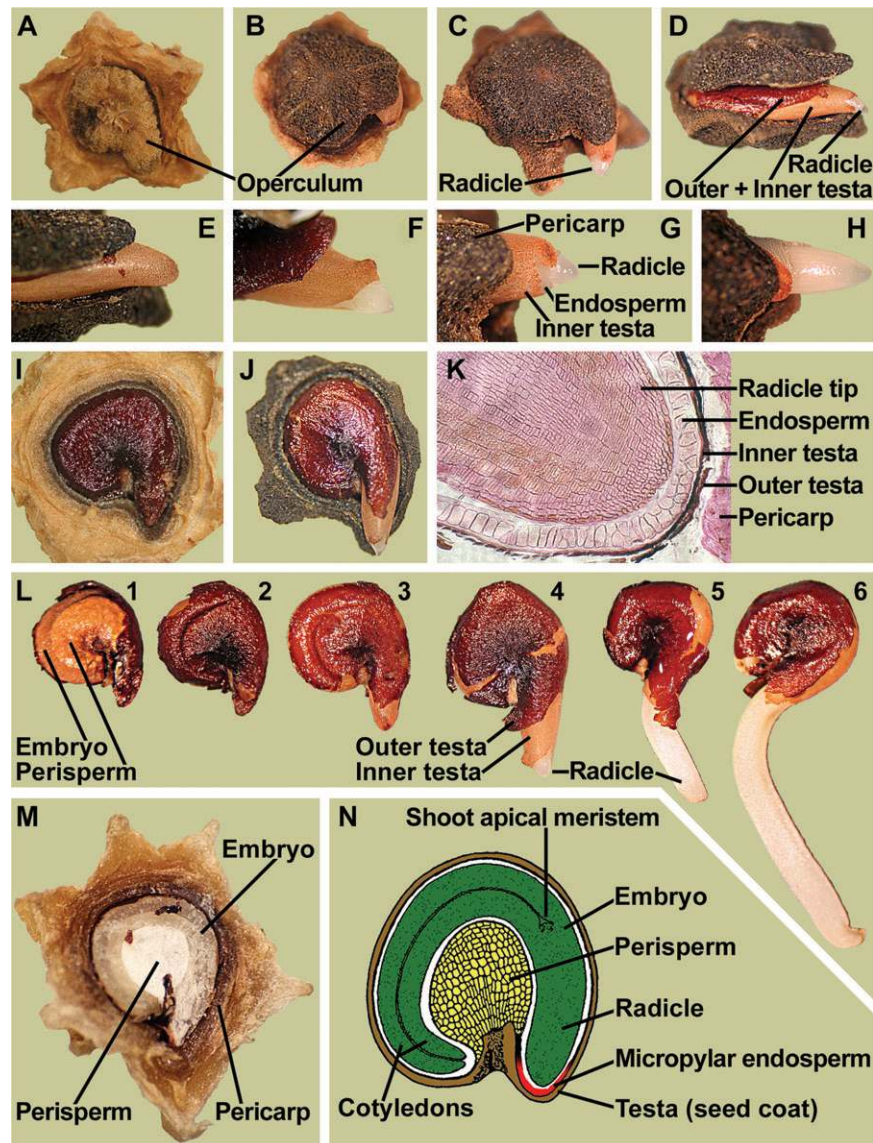 A
B
C
D
Operculum
Radicle
Radicle
Outer + Inner testa
E
F
G
H
Pericarp
Radicle
Endosperm
Inner testa
I
J
K
Radicle tip
Endosperm
Inner testa
Outer testa
Pericarp
L
1
2
3
4
5
6
Embryo
Perisperm
Outer testa
Inner testa
Radicle
M
Embryo
Perisperm
Pericarp
N
Shoot apical meristem
Embryo
Perisperm
Radicle
Micropylar endosperm
Cotyledons
Testa (seed coat)